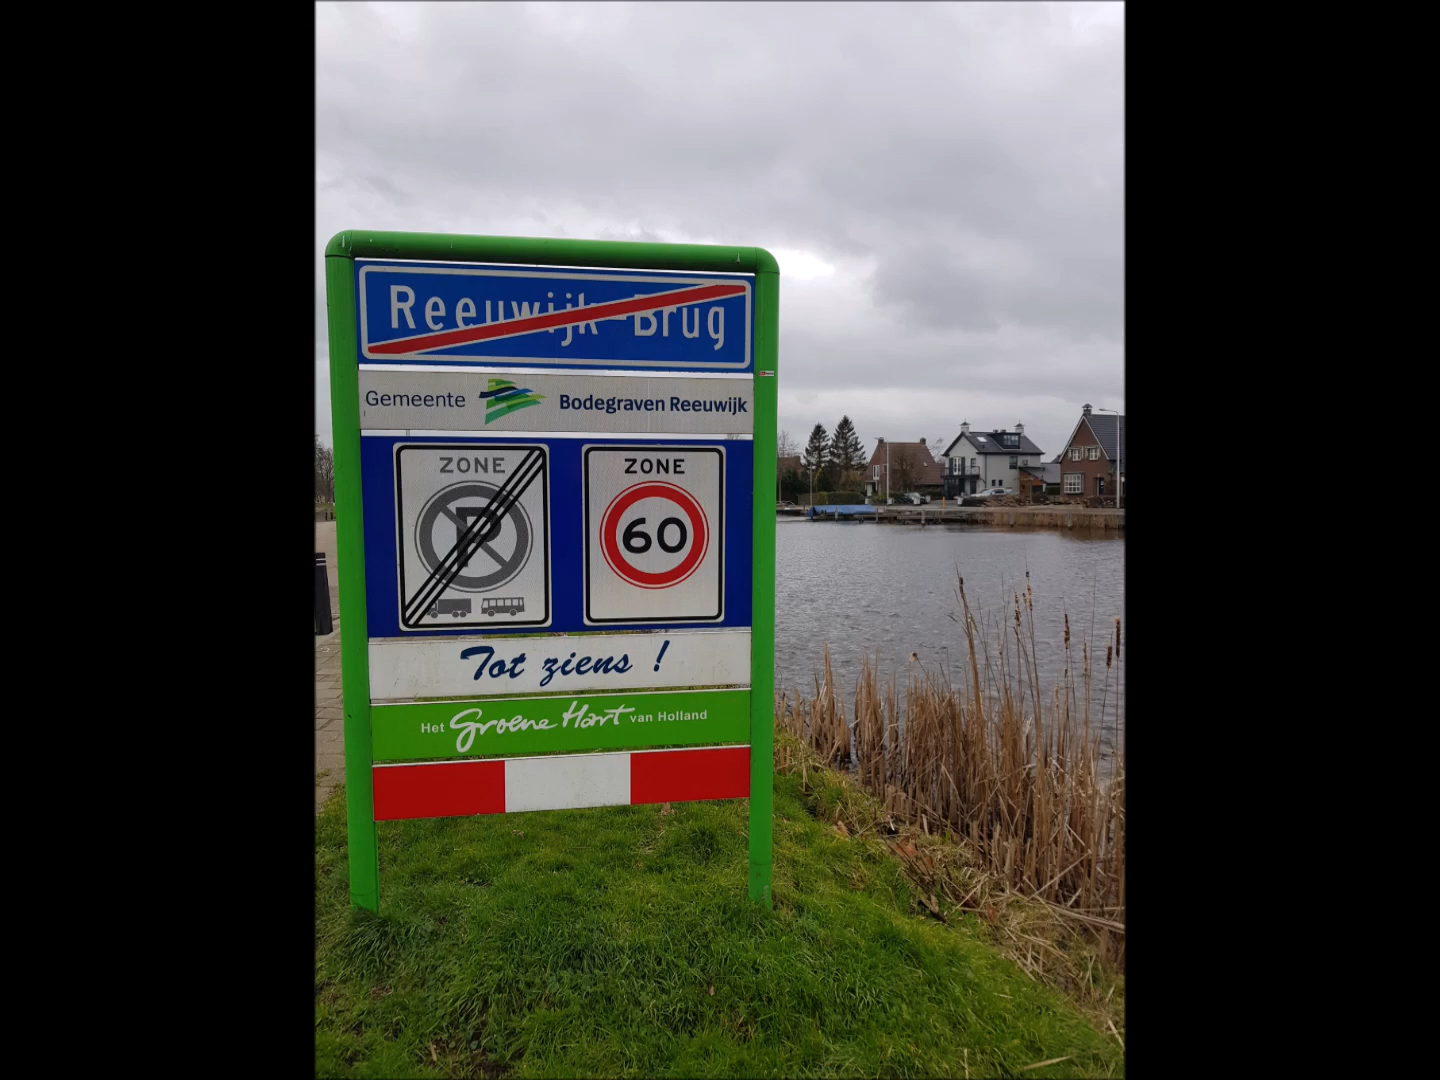 Reeuwijk-Brug
Gemeente Bodegraven Reeuwijk
ZONE
P
ZONE
60
Tot ziens !
Het Groene Hart van Holland